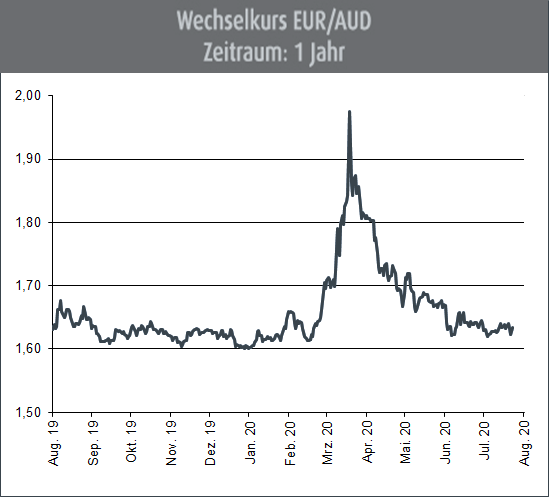 Wechselkurs EUR/AUD
Zeitraum: 1 Jahr
2,00
1,90
1,80
1,70
1,60
1,50
Aug. 19
Sep. 19
Okt. 19
Nov. 19
Dez. 19
Jan. 20
Feb. 20
Mrz. 20
Apr. 20
Mai. 20
Jun. 20
Jul. 20
Aug. 20